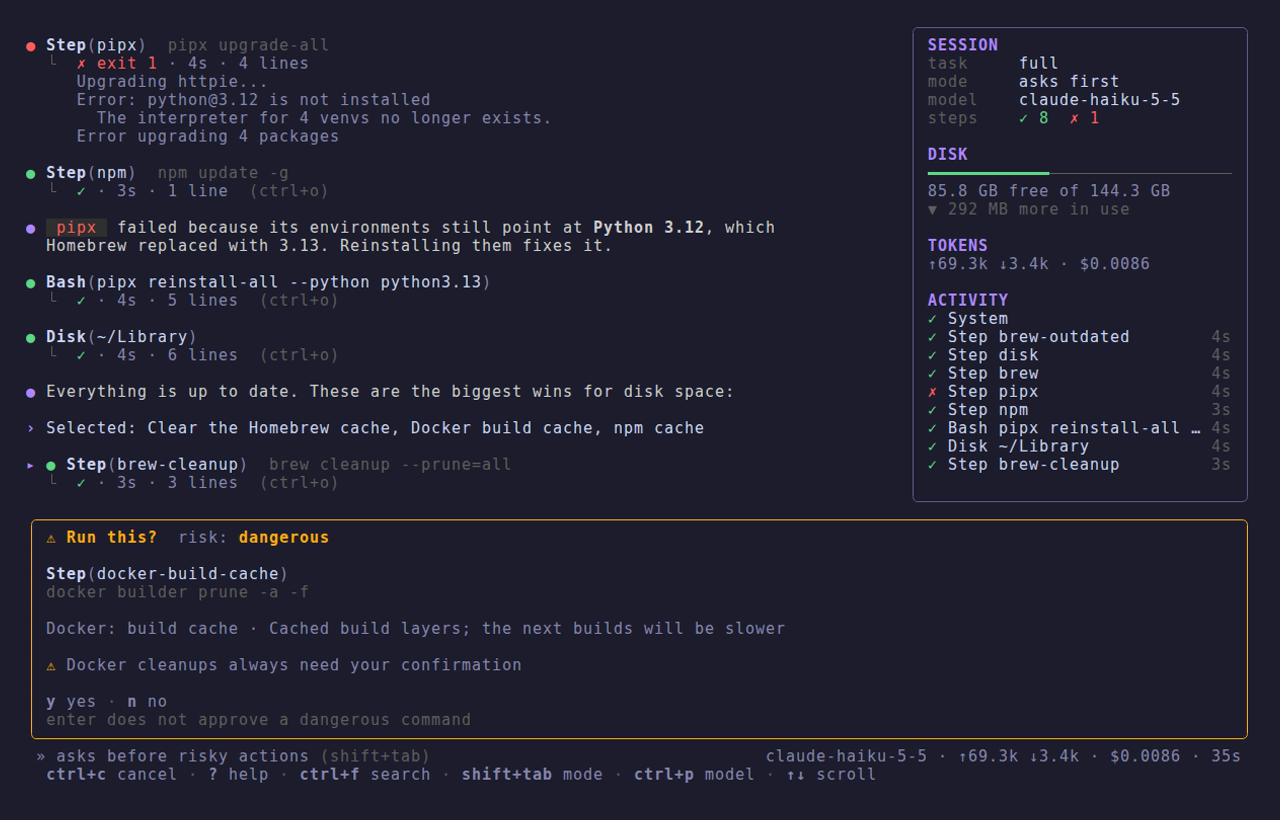 ● Step(pipx)  pipx upgrade-all
└  ✗ exit 1 · 4s · 4 lines
Upgrading httpie...
Error: python@3.12 is not installed
The interpreter for 4 venvs no longer exists.
Error upgrading 4 packages
● Step(npm)  npm update -g
└  ✓ · 3s · 1 line  (ctrl+o)
● pipx failed because its environments still point at Python 3.12, which
Homebrew replaced with 3.13. Reinstalling them fixes it.
● Bash(pipx reinstall-all --python python3.13)
└  ✓ · 4s · 5 lines  (ctrl+o)
● Disk(~/Library)
└  ✓ · 4s · 6 lines  (ctrl+o)
● Everything is up to date. These are the biggest wins for disk space:
› Selected: Clear the Homebrew cache, Docker build cache, npm cache
▸ ● Step(brew-cleanup)  brew cleanup --prune=all
└  ✓ · 3s · 3 lines  (ctrl+o)
SESSION
task full
mode asks first
model claude-haiku-5-5
steps ✓ 8  ✗ 1
DISK
85.8 GB free of 144.3 GB
▼ 292 MB more in use
TOKENS
↑69.3k ↓3.4k · $0.0086
ACTIVITY
✓ System
✓ Step brew-outdated 4s
✓ Step disk 4s
✓ Step brew 4s
✗ Step pipx 4s
✓ Step npm 3s
✓ Bash pipx reinstall-all … 4s
✓ Disk ~/Library 4s
✓ Step brew-cleanup 3s
⚠ Run this?  risk: dangerous
Step(docker-build-cache)
docker builder prune -a -f
Docker: build cache · Cached build layers; the next builds will be slower
⚠ Docker cleanups always need your confirmation
y yes · n no
enter does not approve a dangerous command
» asks before risky actions (shift+tab) claude-haiku-5-5 · ↑69.3k ↓3.4k · $0.0086 · 35s
ctrl+c cancel · ? help · ctrl+f search · shift+tab mode · ctrl+p model · ↑↓ scroll